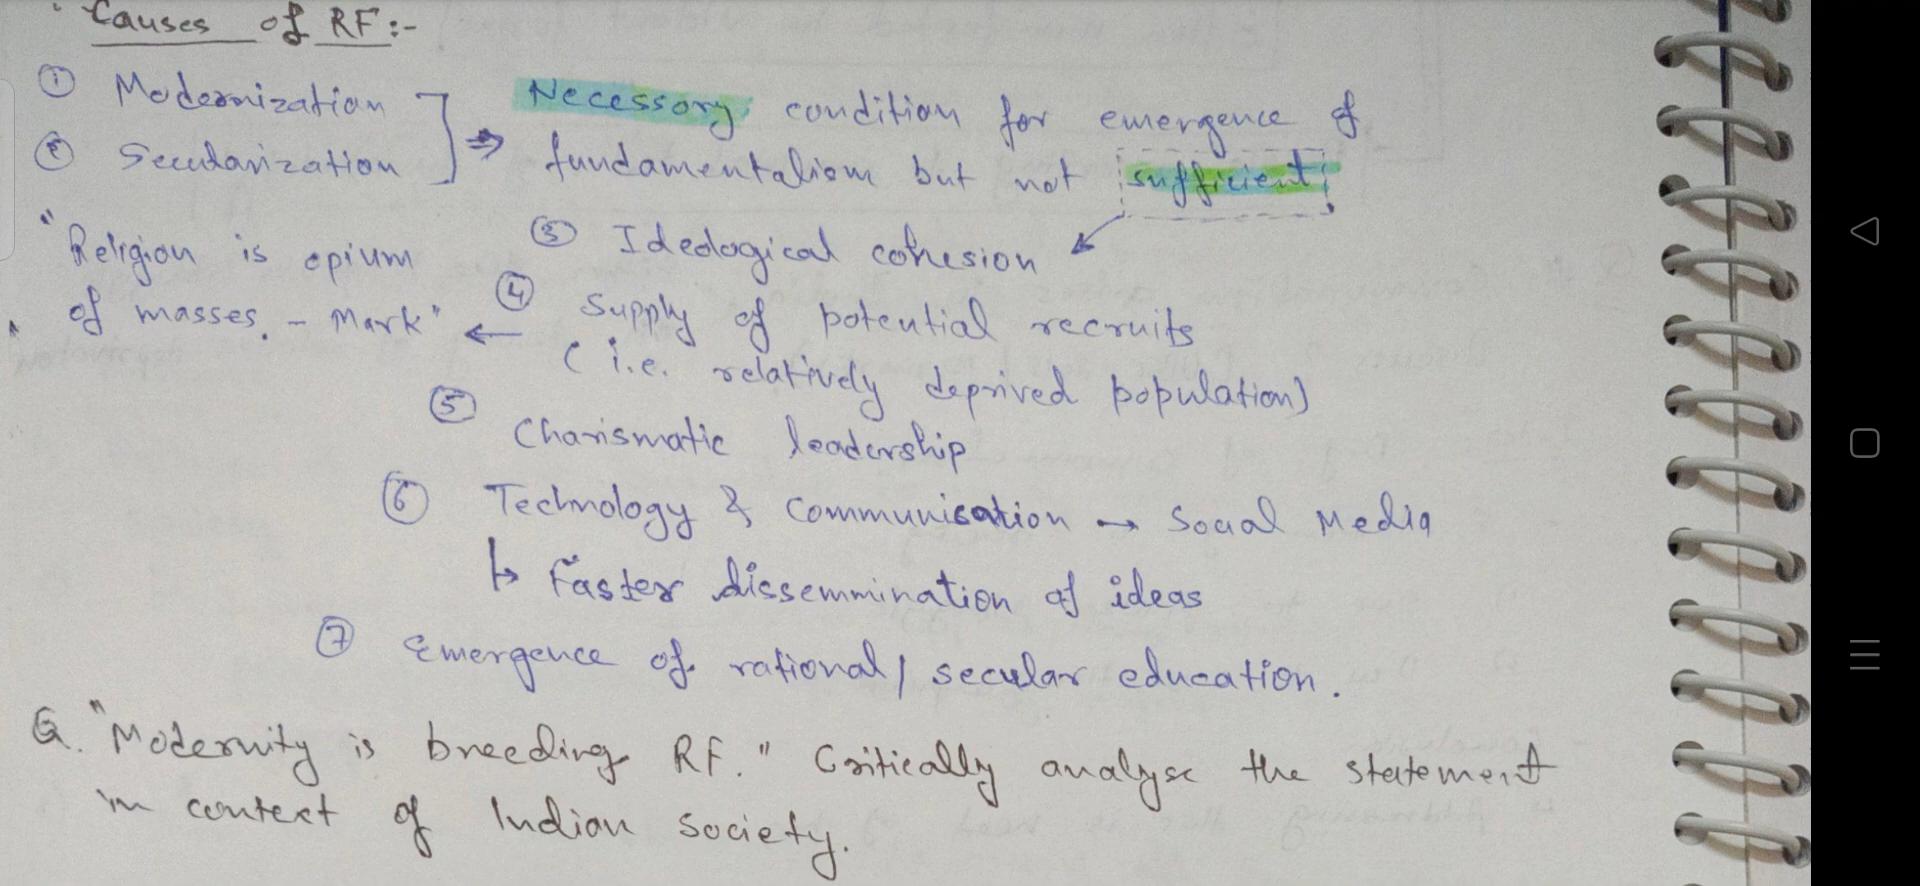 Causes of RF:-
① Modernization
② Secularization
⇒ Necessory condition for emergence of
fundamentalism but not sufficient
"Religion is opium
of masses. - Mark"
③ Ideological cohesion
④ Supply of potential recruits
(i.e. relatively deprived population)
⑤ Charismatic leadership
⑥ Technology & Communication → Social Media
↳ Faster dissemmination of ideas
⑦ Emergence of rational/secular education.
Q. "Modernity is breeding RF." Critically analyse the statement
in context of Indian Society.